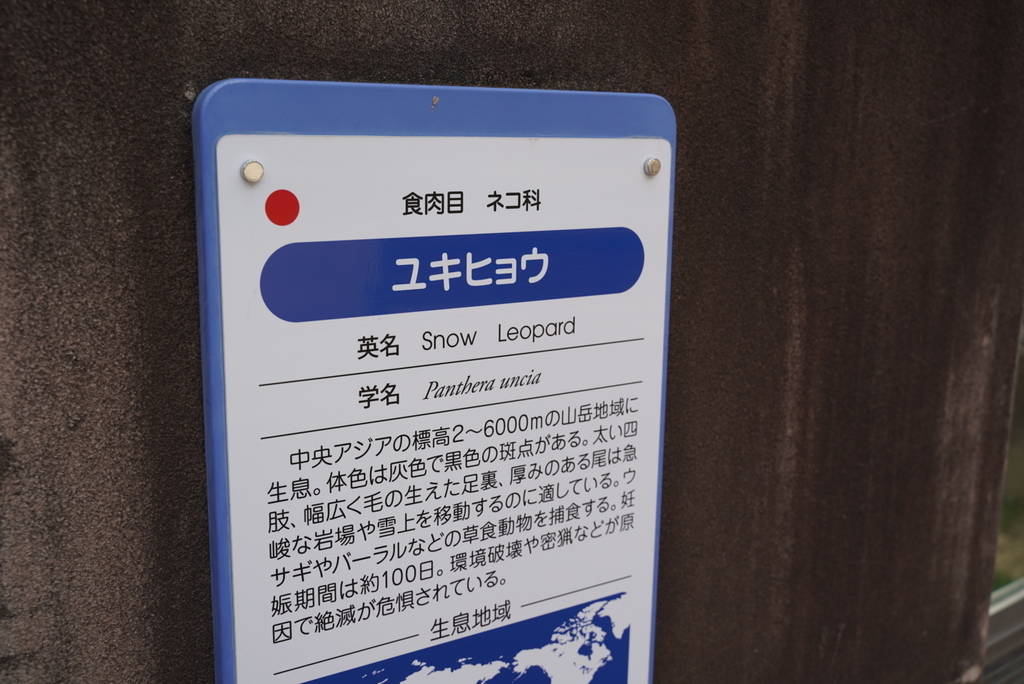 食肉目　ネコ科
ユキヒョウ
英名　Snow Leopard
学名　Panthera uncia
中央アジアの標高2～6000mの山岳地域に
生息。体色は灰色で黒色の斑点がある。太い四
肢、幅広く毛の生えた足裏、厚みのある尾は急
峻な岩場や雪上を移動するのに適している。ウ
サギやバーラルなどの草食動物を捕食する。妊
娠期間は約100日。環境破壊や密猟などが原
因で絶滅が危惧されている。
生息地域